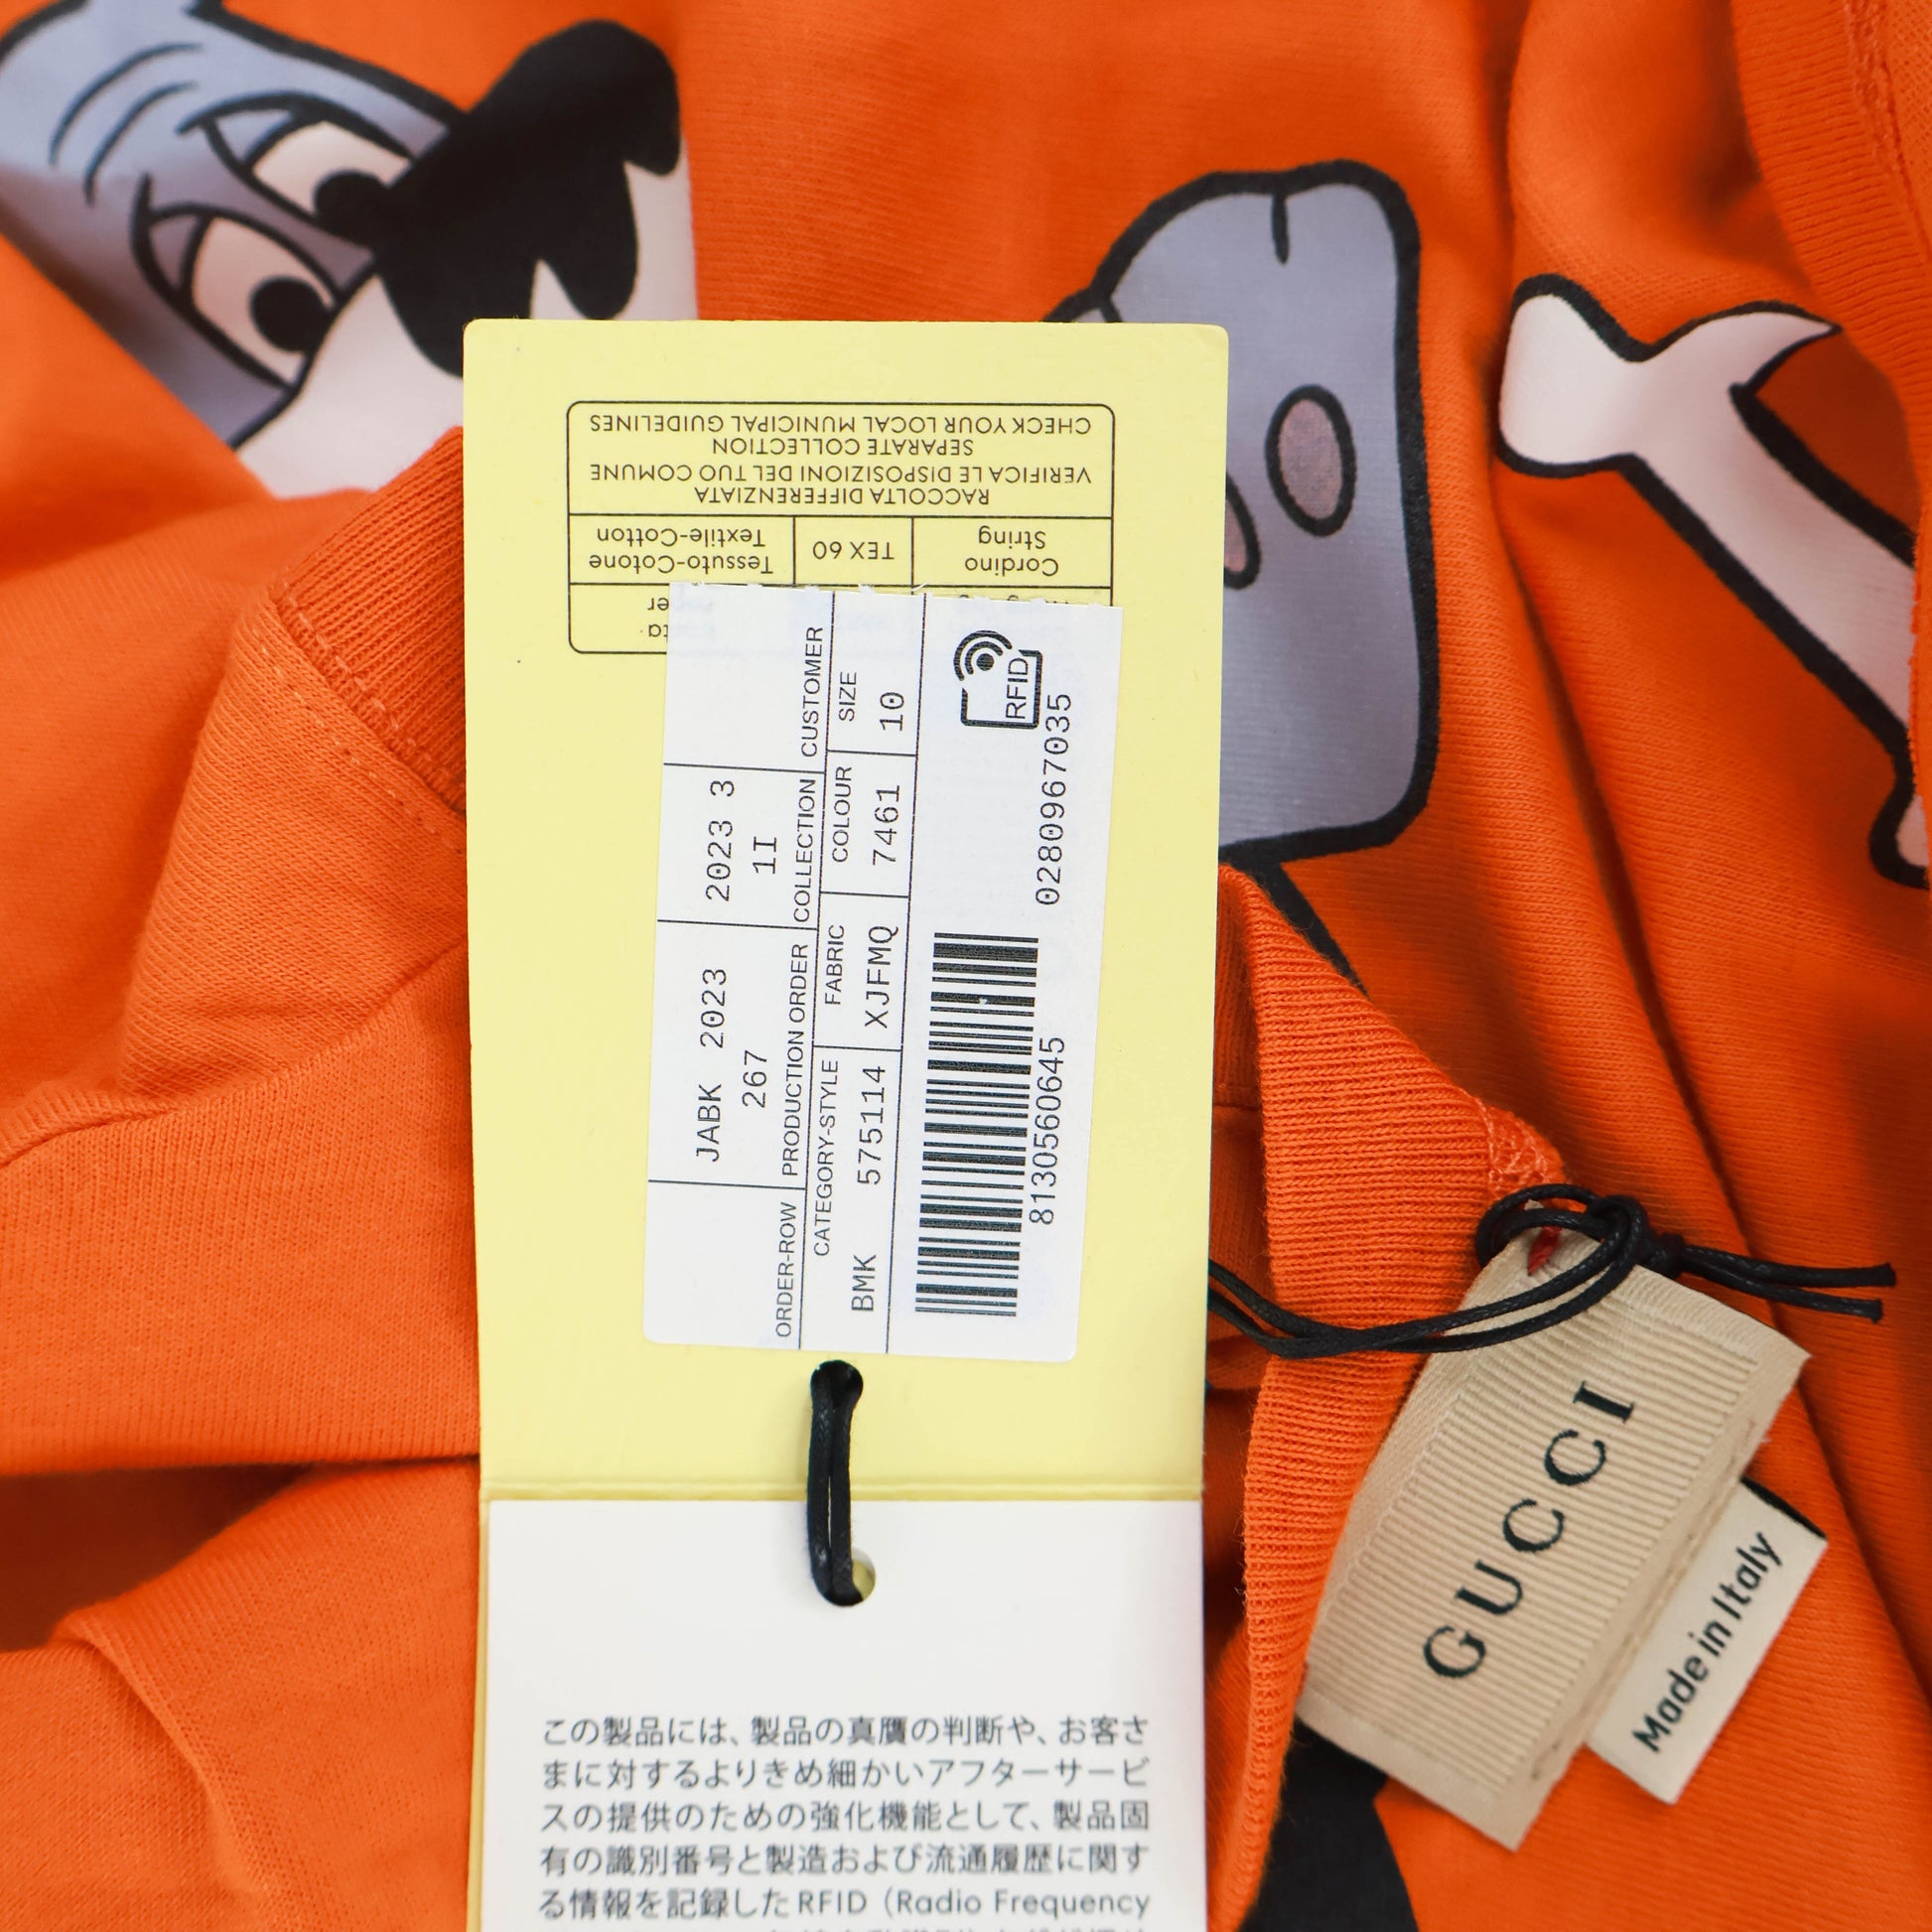 CHECK YOUR LOCAL MUNICIPAL GUIDELINES
SEPARATE COLLECTION
VERIFICA LE DISPOSIZIONI DEL TUO COMUNE
RACCOLTA DIFFERENZIATA
Cordino
String
TEX 60
Tessuto-Cotone
Textile-Cotton
ORDER-ROW
PRODUCTION ORDER
JABK 2023
267
COLLECTION
2023 3
1I
CUSTOMER
CATEGORY-STYLE
BMK 575114
FABRIC
XJFMQ
COLOUR
7461
SIZE
10
RFID
8130560645
0280967035
GUCCI
Made in Italy
この製品には、製品の真贋の判断や、お客さ
まに対するよりきめ細かいアフターサービ
スの提供のための強化機能として、製品固
有の識別番号と製造および流通履歴に関す
る情報を記録したRFID（Radio Frequency